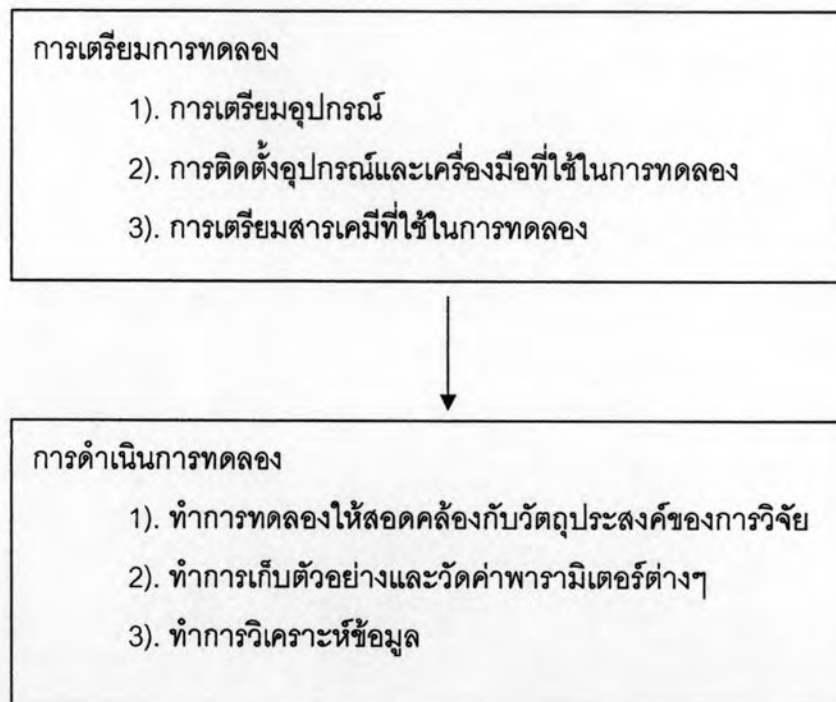 การเตรียมการทดลอง
1). การเตรียมอุปกรณ์
2). การติดตั้งอุปกรณ์และเครื่องมือที่ใช้ในการทดลอง
3). การเตรียมสารเคมีที่ใช้ในการทดลอง
การดำเนินการทดลอง
1). ทำการทดลองให้สอดคล้องกับวัตถุประสงค์ของการวิจัย
2). ทำการเก็บตัวอย่างและวัดค่าพารามิเตอร์ต่างๆ
3). ทำการวิเคราะห์ข้อมูล